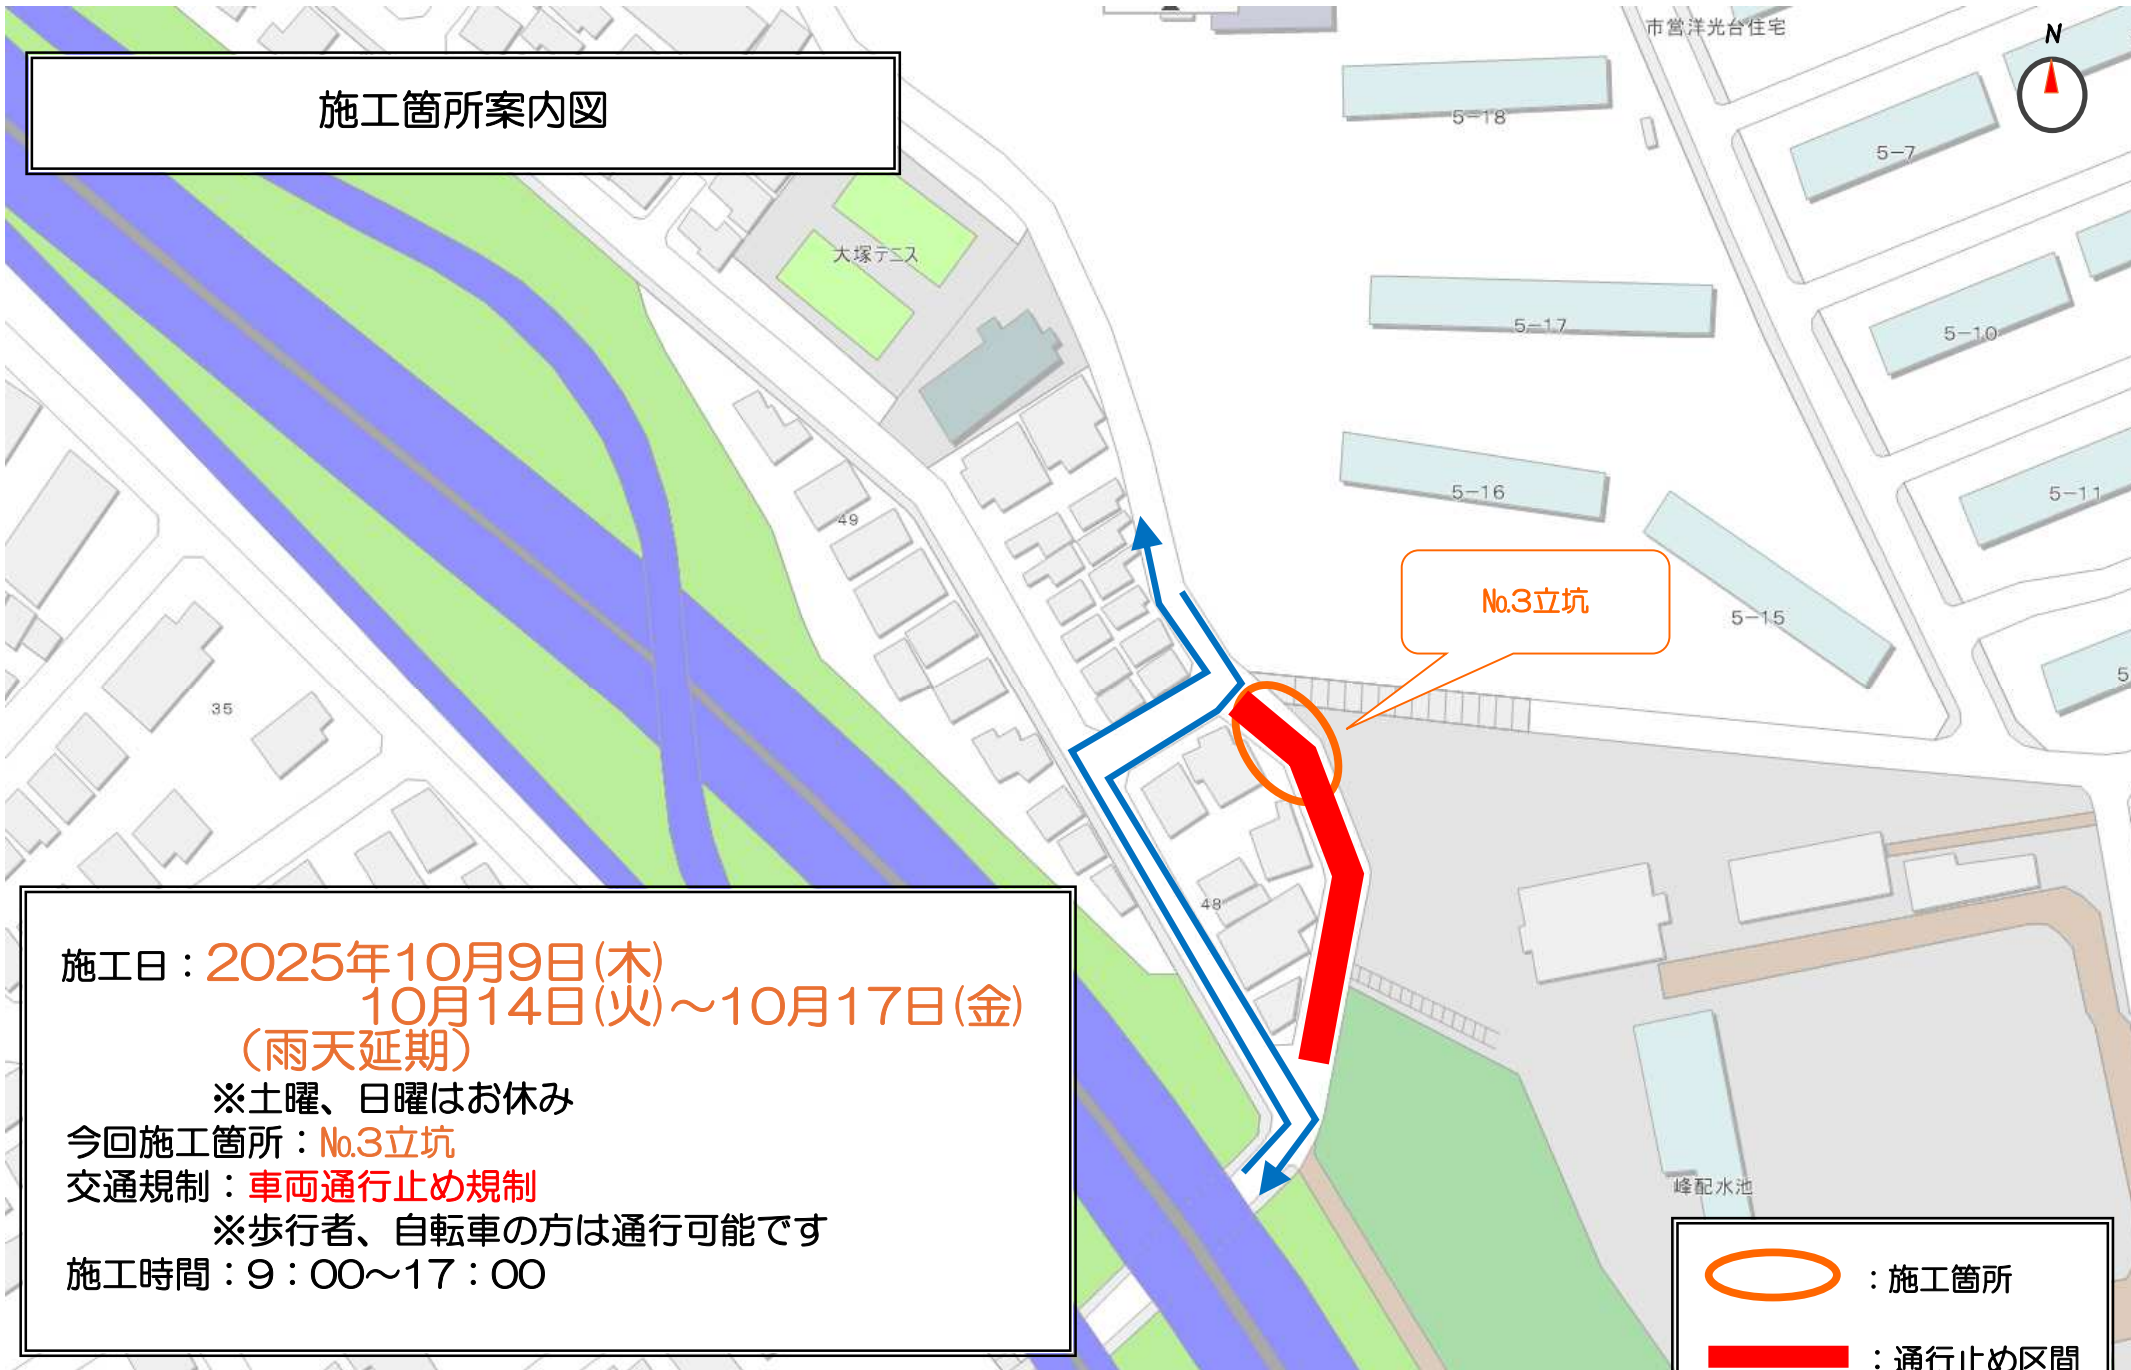 市営洋光台住宅
N
施工箇所案内図
5-18
5-7
大塚テニス
5-17
5-10
5-16
5-11
49
№3立坑
5-15
5
35
48
施工日：2025年10月9日(木)
10月14日(火)～10月17日(金)
（雨天延期）
※土曜、日曜はお休み
今回施工箇所：№3立坑
交通規制：車両通行止め規制
※歩行者、自転車の方は通行可能です
施工時間：9：00～17：00
峰配水池
：施工箇所
：通行止め区間